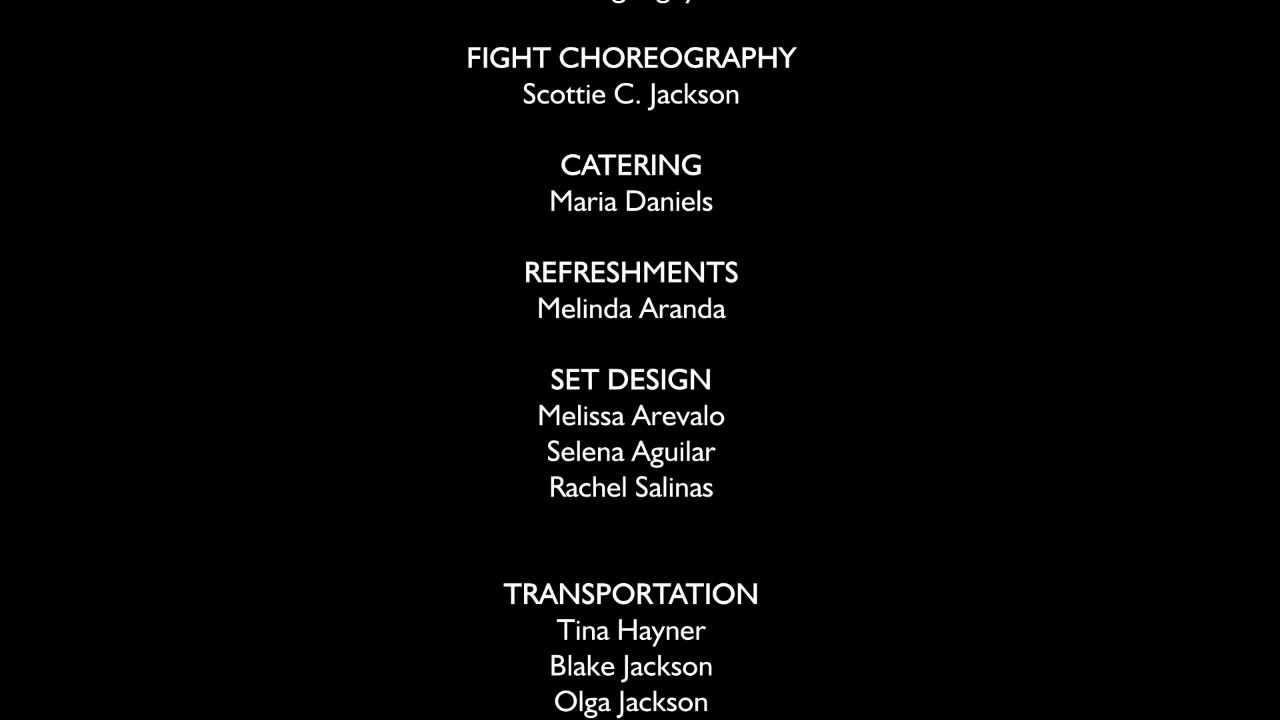 FIGHT CHOREOGRAPHY
Scottie C. Jackson
CATERING
Maria Daniels
REFRESHMENTS
Melinda Aranda
SET DESIGN
Melissa Arevalo
Selena Aguilar
Rachel Salinas
TRANSPORTATION
Tina Hayner
Blake Jackson
Olga Jackson